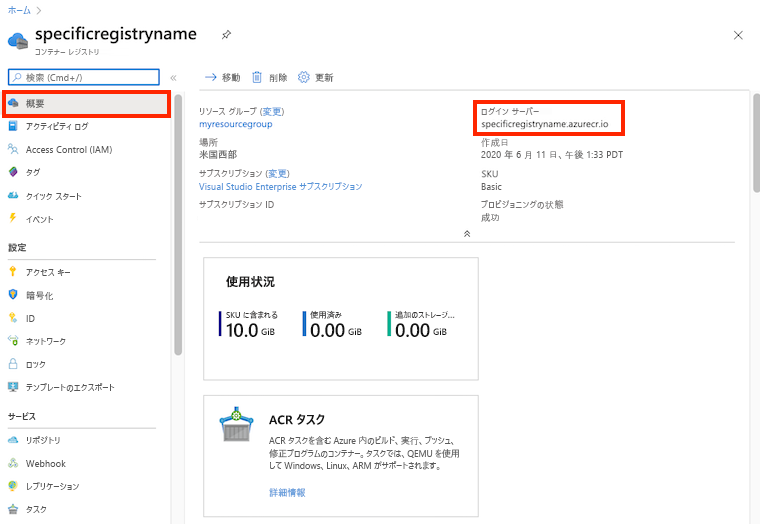 ホーム
specificregistryname
コンテナー レジストリ
検索 (Cmd+/)
概要
アクティビティ ログ
Access Control (IAM)
タグ
クイック スタート
イベント
設定
アクセス キー
暗号化
ID
ネットワーク
ロック
テンプレートのエクスポート
サービス
リポジトリ
Webhook
レプリケーション
タスク
移動 削除 更新
リソース グループ (変更)
myresourcegroup
場所
米国西部
サブスクリプション (変更)
Visual Studio Enterprise サブスクリプション
サブスクリプション ID
ログイン サーバー
specificregistryname.azurecr.io
作成日
2020 年 6 月 11 日、午後 1:33 PDT
SKU
Basic
プロビジョニングの状態
成功
使用状況
SKU に含まれる
10.0 GiB
使用済み
0.00 GiB
追加のストレージ...
0.00 GiB
ACR タスク
ACR タスクを含む Azure 内のビルド、実行、プッシュ、
修正プログラムのコンテナー。タスクでは、QEMU を使用
して Windows、Linux、ARM がサポートされます。
詳細情報